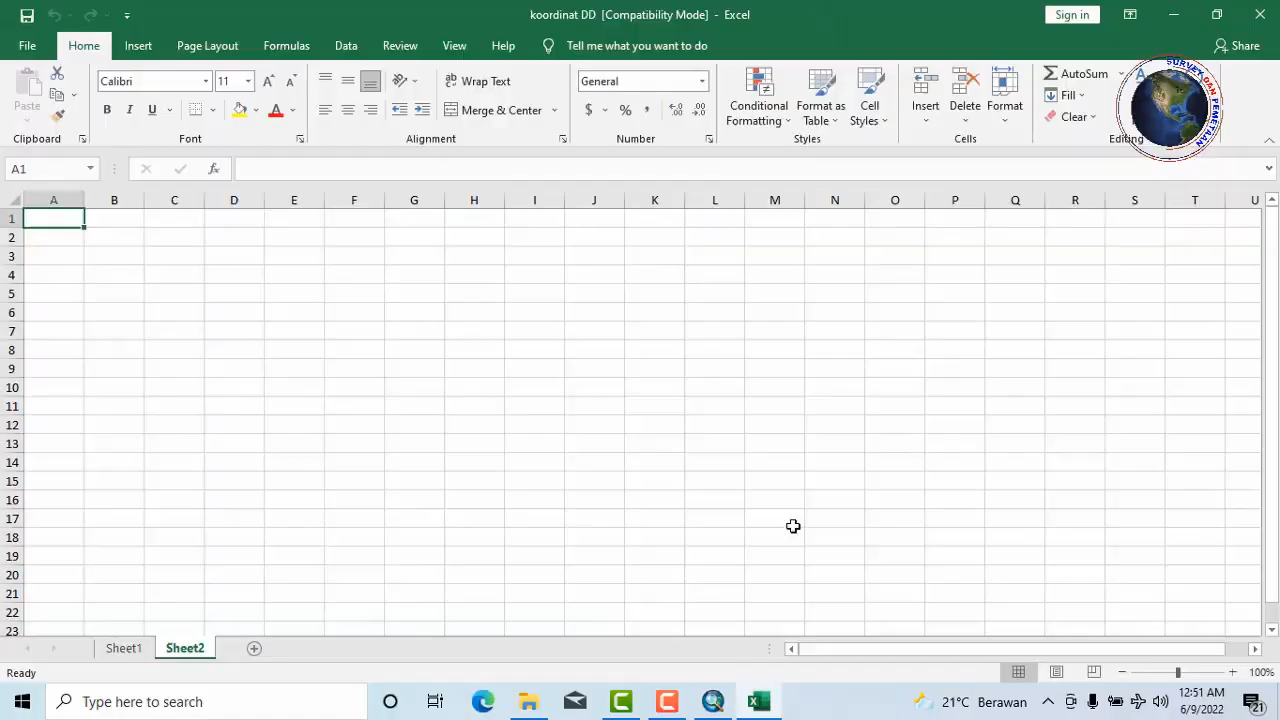 koordinat DD [Compatibility Mode] - Excel
Sign in
File Home Insert Page Layout Formulas Data Review View Help Tell me what you want to do Share
Paste
Clipboard
Calibri 11
B I U
Font
Wrap Text
Merge & Center
Alignment
General
$ % ,
Number
Conditional Formatting
Format as Table
Cell Styles
Styles
Insert Delete Format
Cells
AutoSum
Fill
Clear
Editing
A1 fx
A B C D E F G H I J K L M N O P Q R S T U
1
2
3
4
5
6
7
8
9
10
11
12
13
14
15
16
17
18
19
20
21
22
23
Sheet1 Sheet2
Ready 100%
Type here to search
21°C Berawan
12:51 AM
6/9/2022
21